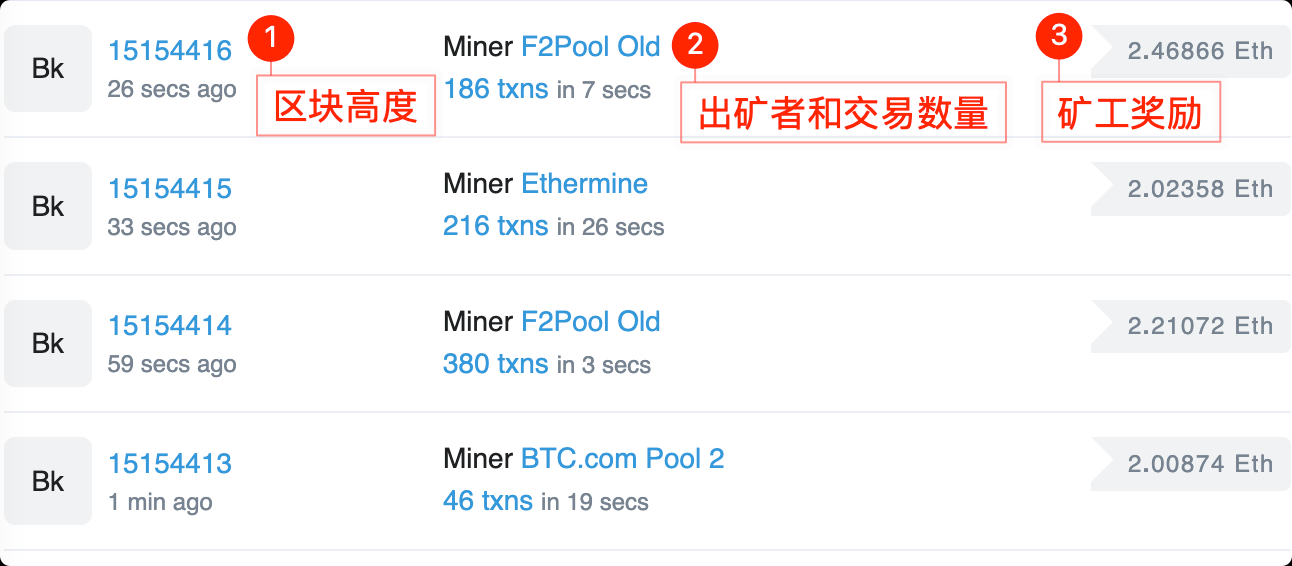 Bk
15154416
26 secs ago
1
区块高度
Miner F2Pool Old
186 txns in 7 secs
2
出矿者和交易数量
3
矿工奖励
2.46866 Eth
Bk
15154415
33 secs ago
Miner Ethermine
216 txns in 26 secs
2.02358 Eth
Bk
15154414
59 secs ago
Miner F2Pool Old
380 txns in 3 secs
2.21072 Eth
Bk
15154413
1 min ago
Miner BTC.com Pool 2
46 txns in 19 secs
2.00874 Eth